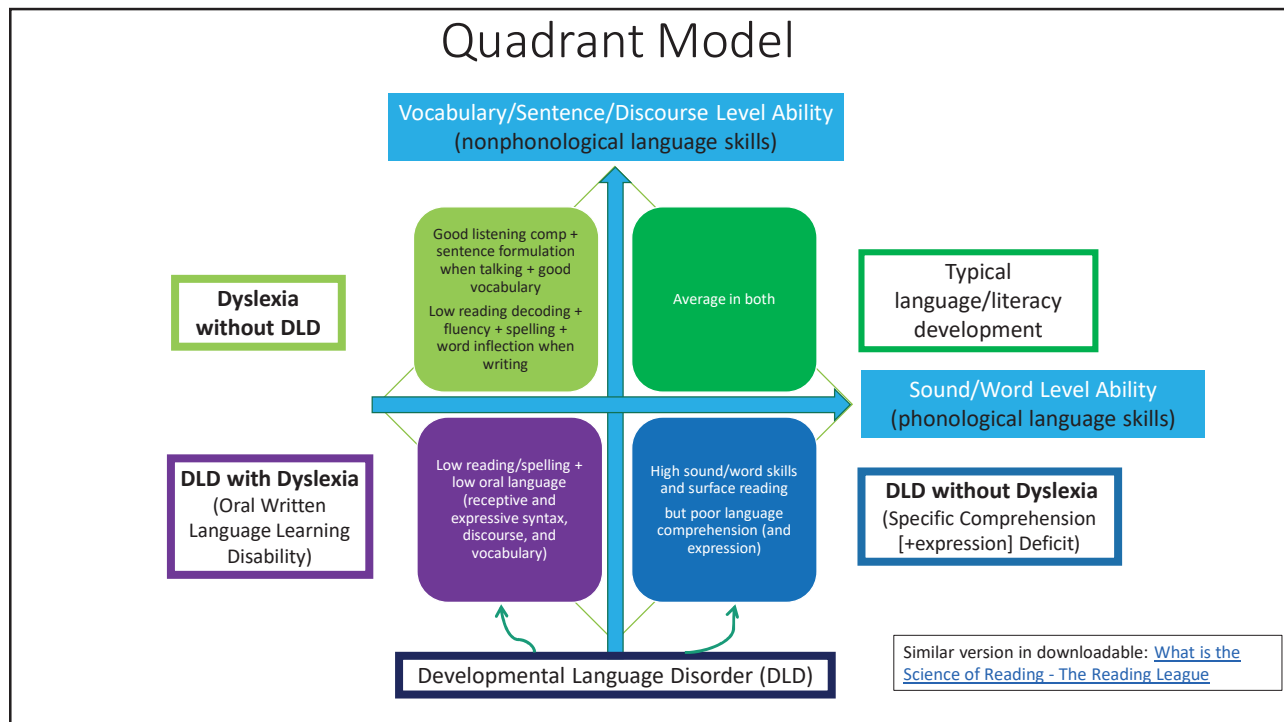 Quadrant Model
Vocabulary/Sentence/Discourse Level Ability
(nonphonological language skills)
Dyslexia
without DLD
Good listening comp +
sentence formulation
when talking + good
vocabulary
Low reading decoding +
fluency + spelling +
word inflection when
writing
Average in both
Typical
language/literacy
development
Sound/Word Level Ability
(phonological language skills)
DLD with Dyslexia
(Oral Written
Language Learning
Disability)
Low reading/spelling +
low oral language
(receptive and
expressive syntax,
discourse, and
vocabulary)
High sound/word skills
and surface reading
but poor language
comprehension (and
expression)
DLD without Dyslexia
(Specific Comprehension
[+expression] Deficit)
Developmental Language Disorder (DLD)
Similar version in downloadable: What is the
Science of Reading - The Reading League